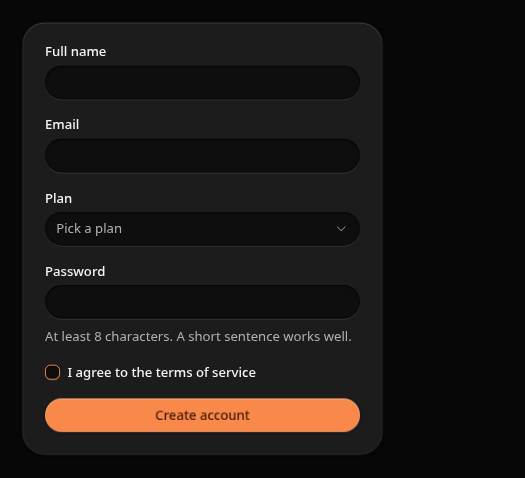 Full name
Email
Plan
Pick a plan
Password
At least 8 characters. A short sentence works well.
I agree to the terms of service
Create account